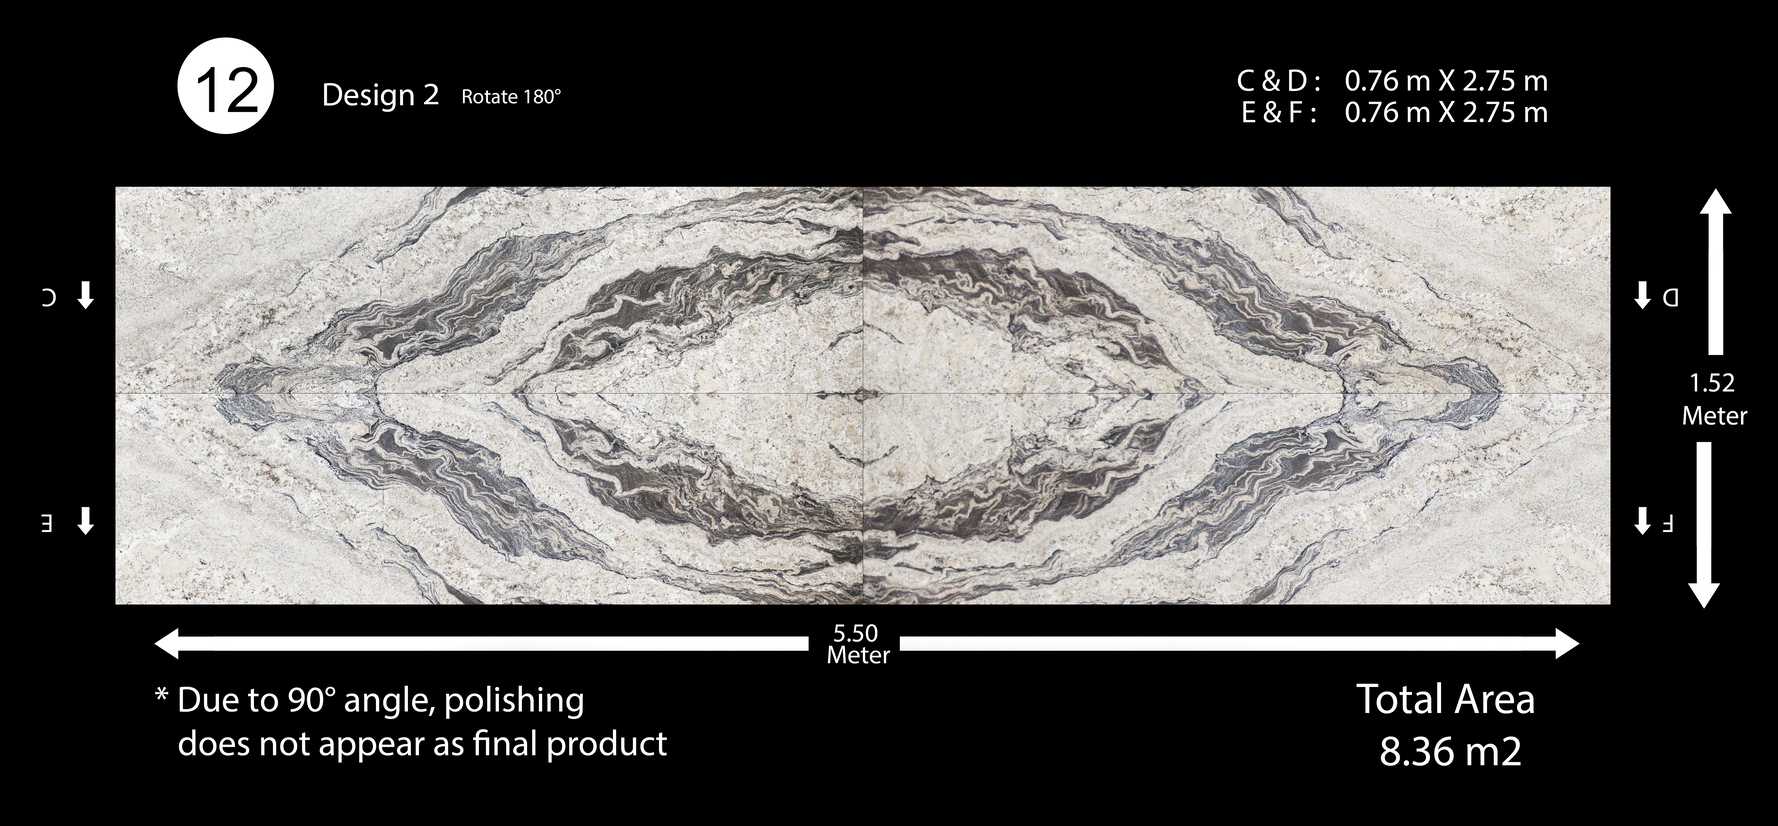 12
Design 2 Rotate 180°
C & D : 0.76 m X 2.75 m
E & F : 0.76 m X 2.75 m
C
D
E
F
1.52
Meter
5.50
Meter
* Due to 90° angle, polishing
does not appear as final product
Total Area
8.36 m2